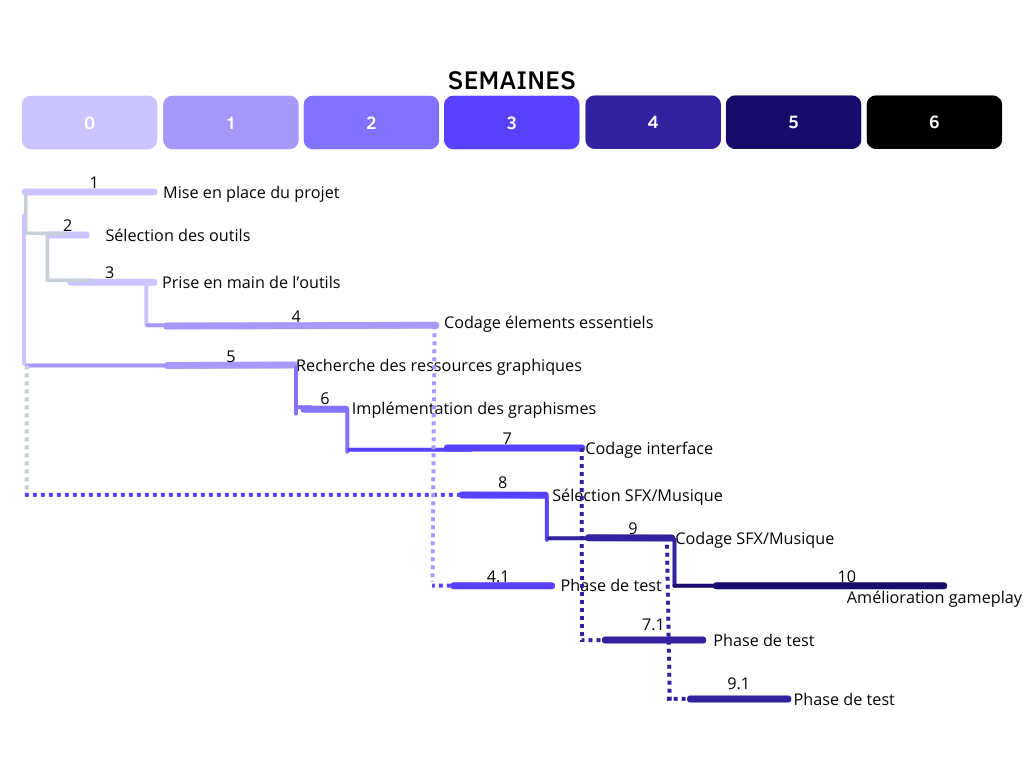 SEMAINES
0 1 2 3 4 5 6
1
Mise en place du projet
2
Sélection des outils
3
Prise en main de l’outils
4
Codage élements essentiels
5
Recherche des ressources graphiques
6
Implémentation des graphismes
7
Codage interface
8
Sélection SFX/Musique
9
Codage SFX/Musique
4.1
Phase de test
10
Amélioration gameplay
7.1
Phase de test
9.1
Phase de test